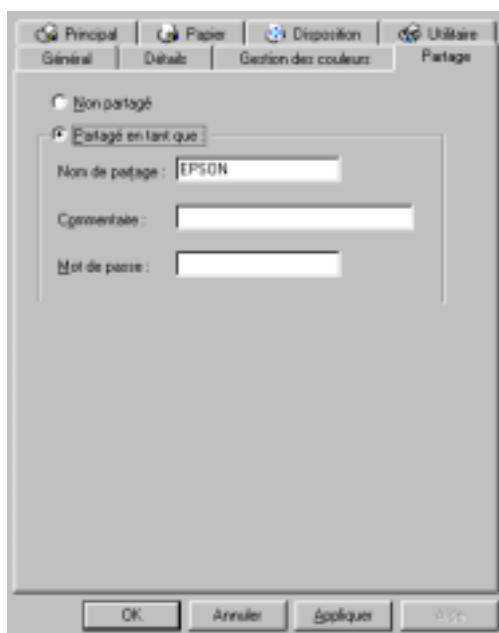 Principal Papier Disposition Utilitaire
Général Détails Gestion des couleurs Partage
Non partagé
Partagé en tant que :
Nom de partage : EPSON
Commentaire :
Mot de passe :
OK Annuler Appliquer Aide